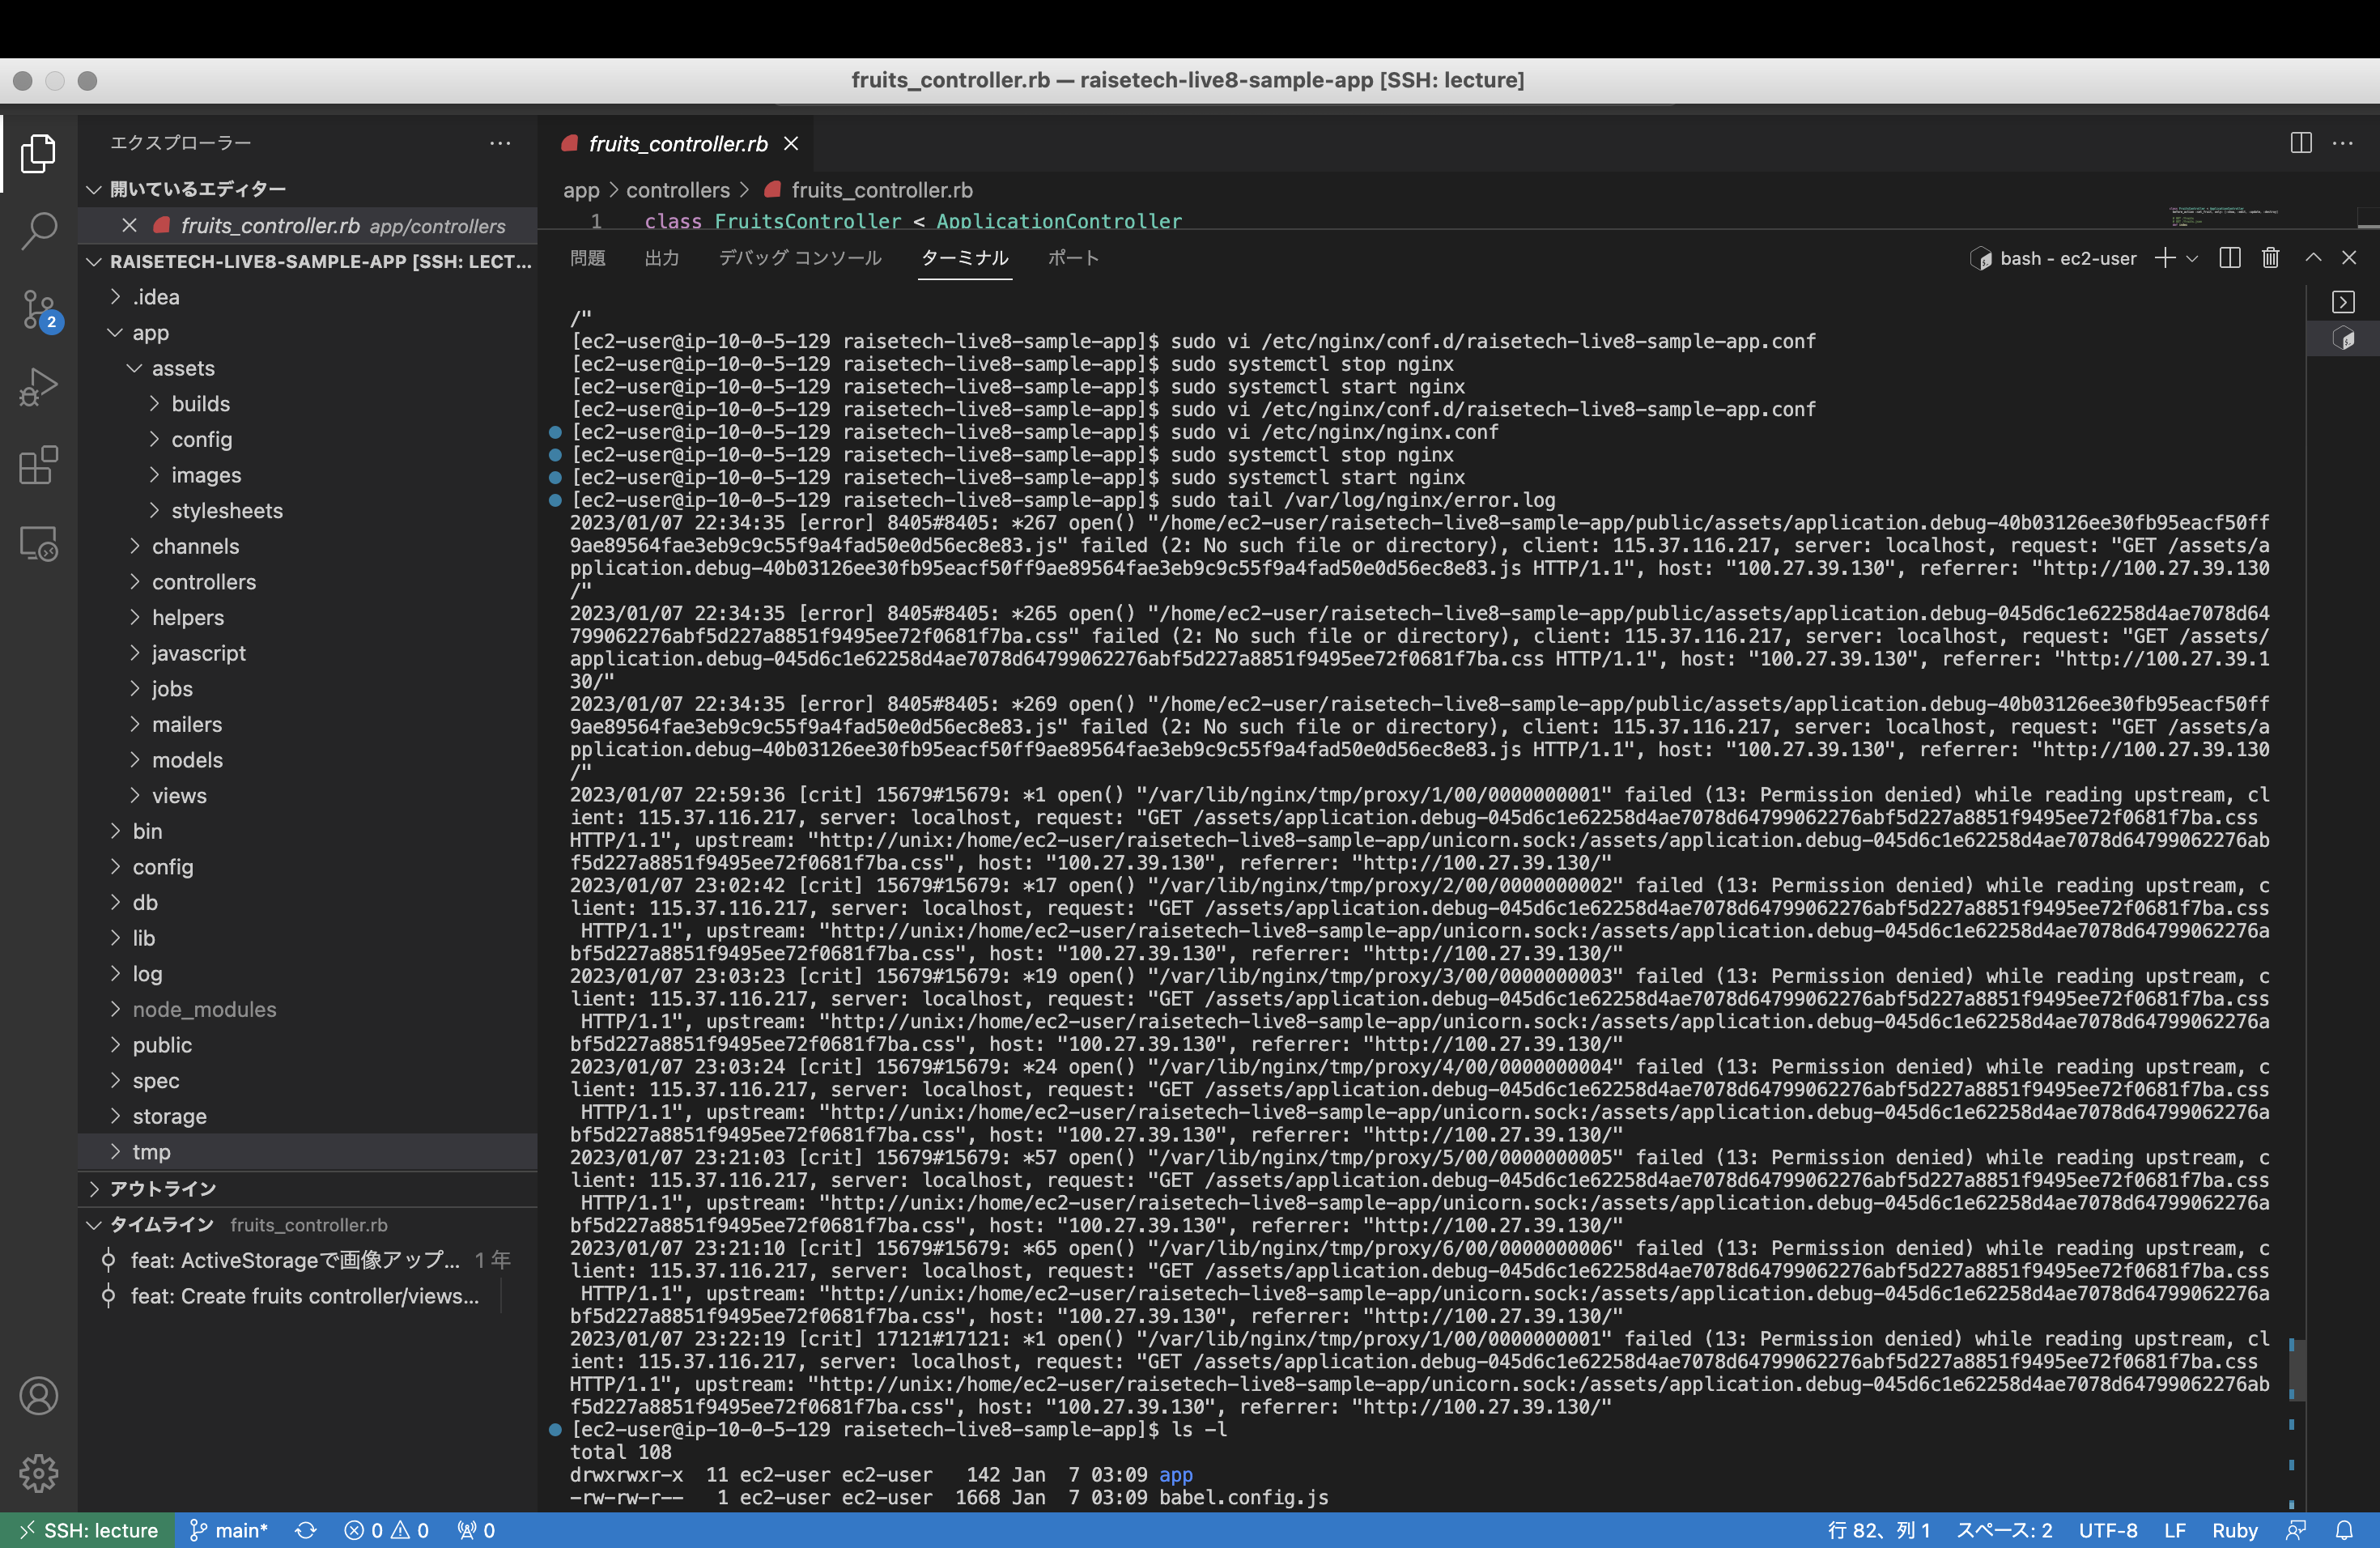 fruits_controller.rb — raisetech-live8-sample-app [SSH: lecture]
エクスプローラー
開いているエディター
fruits_controller.rb app/controllers
RAISETECH-LIVE8-SAMPLE-APP [SSH: LECT...
.idea
app
assets
builds
config
images
stylesheets
channels
controllers
helpers
javascript
jobs
mailers
models
views
bin
config
db
lib
log
node_modules
public
spec
storage
tmp
アウトライン
タイムライン fruits_controller.rb
feat: ActiveStorageで画像アップ... 1 年
feat: Create fruits controller/views...
2
fruits_controller.rb
app > controllers > fruits_controller.rb
1 class FruitsController < ApplicationController
問題 出力 デバッグ コンソール ターミナル ポート
bash - ec2-user
/"
[ec2-user@ip-10-0-5-129 raisetech-live8-sample-app]$ sudo vi /etc/nginx/conf.d/raisetech-live8-sample-app.conf
[ec2-user@ip-10-0-5-129 raisetech-live8-sample-app]$ sudo systemctl stop nginx
[ec2-user@ip-10-0-5-129 raisetech-live8-sample-app]$ sudo systemctl start nginx
[ec2-user@ip-10-0-5-129 raisetech-live8-sample-app]$ sudo vi /etc/nginx/conf.d/raisetech-live8-sample-app.conf
[ec2-user@ip-10-0-5-129 raisetech-live8-sample-app]$ sudo vi /etc/nginx/nginx.conf
[ec2-user@ip-10-0-5-129 raisetech-live8-sample-app]$ sudo systemctl stop nginx
[ec2-user@ip-10-0-5-129 raisetech-live8-sample-app]$ sudo systemctl start nginx
[ec2-user@ip-10-0-5-129 raisetech-live8-sample-app]$ sudo tail /var/log/nginx/error.log
2023/01/07 22:34:35 [error] 8405#8405: *267 open() "/home/ec2-user/raisetech-live8-sample-app/public/assets/application.debug-40b03126ee30fb95eacf50ff
9ae89564fae3eb9c9c55f9a4fad50e0d56ec8e83.js" failed (2: No such file or directory), client: 115.37.116.217, server: localhost, request: "GET /assets/a
pplication.debug-40b03126ee30fb95eacf50ff9ae89564fae3eb9c9c55f9a4fad50e0d56ec8e83.js HTTP/1.1", host: "100.27.39.130", referrer: "http://100.27.39.130
/"
2023/01/07 22:34:35 [error] 8405#8405: *265 open() "/home/ec2-user/raisetech-live8-sample-app/public/assets/application.debug-045d6c1e62258d4ae7078d64
799062276abf5d227a8851f9495ee72f0681f7ba.css" failed (2: No such file or directory), client: 115.37.116.217, server: localhost, request: "GET /assets/
application.debug-045d6c1e62258d4ae7078d64799062276abf5d227a8851f9495ee72f0681f7ba.css HTTP/1.1", host: "100.27.39.130", referrer: "http://100.27.39.1
30/"
2023/01/07 22:34:35 [error] 8405#8405: *269 open() "/home/ec2-user/raisetech-live8-sample-app/public/assets/application.debug-40b03126ee30fb95eacf50ff
9ae89564fae3eb9c9c55f9a4fad50e0d56ec8e83.js" failed (2: No such file or directory), client: 115.37.116.217, server: localhost, request: "GET /assets/a
pplication.debug-40b03126ee30fb95eacf50ff9ae89564fae3eb9c9c55f9a4fad50e0d56ec8e83.js HTTP/1.1", host: "100.27.39.130", referrer: "http://100.27.39.130
/"
2023/01/07 22:59:36 [crit] 15679#15679: *1 open() "/var/lib/nginx/tmp/proxy/1/00/0000000001" failed (13: Permission denied) while reading upstream, cl
ient: 115.37.116.217, server: localhost, request: "GET /assets/application.debug-045d6c1e62258d4ae7078d64799062276abf5d227a8851f9495ee72f0681f7ba.css
HTTP/1.1", upstream: "http://unix:/home/ec2-user/raisetech-live8-sample-app/unicorn.sock:/assets/application.debug-045d6c1e62258d4ae7078d64799062276ab
f5d227a8851f9495ee72f0681f7ba.css", host: "100.27.39.130", referrer: "http://100.27.39.130/"
2023/01/07 23:02:42 [crit] 15679#15679: *17 open() "/var/lib/nginx/tmp/proxy/2/00/0000000002" failed (13: Permission denied) while reading upstream, c
lient: 115.37.116.217, server: localhost, request: "GET /assets/application.debug-045d6c1e62258d4ae7078d64799062276abf5d227a8851f9495ee72f0681f7ba.css
HTTP/1.1", upstream: "http://unix:/home/ec2-user/raisetech-live8-sample-app/unicorn.sock:/assets/application.debug-045d6c1e62258d4ae7078d64799062276a
bf5d227a8851f9495ee72f0681f7ba.css", host: "100.27.39.130", referrer: "http://100.27.39.130/"
2023/01/07 23:03:23 [crit] 15679#15679: *19 open() "/var/lib/nginx/tmp/proxy/3/00/0000000003" failed (13: Permission denied) while reading upstream, c
lient: 115.37.116.217, server: localhost, request: "GET /assets/application.debug-045d6c1e62258d4ae7078d64799062276abf5d227a8851f9495ee72f0681f7ba.css
HTTP/1.1", upstream: "http://unix:/home/ec2-user/raisetech-live8-sample-app/unicorn.sock:/assets/application.debug-045d6c1e62258d4ae7078d64799062276a
bf5d227a8851f9495ee72f0681f7ba.css", host: "100.27.39.130", referrer: "http://100.27.39.130/"
2023/01/07 23:03:24 [crit] 15679#15679: *24 open() "/var/lib/nginx/tmp/proxy/4/00/0000000004" failed (13: Permission denied) while reading upstream, c
lient: 115.37.116.217, server: localhost, request: "GET /assets/application.debug-045d6c1e62258d4ae7078d64799062276abf5d227a8851f9495ee72f0681f7ba.css
HTTP/1.1", upstream: "http://unix:/home/ec2-user/raisetech-live8-sample-app/unicorn.sock:/assets/application.debug-045d6c1e62258d4ae7078d64799062276a
bf5d227a8851f9495ee72f0681f7ba.css", host: "100.27.39.130", referrer: "http://100.27.39.130/"
2023/01/07 23:21:03 [crit] 15679#15679: *57 open() "/var/lib/nginx/tmp/proxy/5/00/0000000005" failed (13: Permission denied) while reading upstream, c
lient: 115.37.116.217, server: localhost, request: "GET /assets/application.debug-045d6c1e62258d4ae7078d64799062276abf5d227a8851f9495ee72f0681f7ba.css
HTTP/1.1", upstream: "http://unix:/home/ec2-user/raisetech-live8-sample-app/unicorn.sock:/assets/application.debug-045d6c1e62258d4ae7078d64799062276a
bf5d227a8851f9495ee72f0681f7ba.css", host: "100.27.39.130", referrer: "http://100.27.39.130/"
2023/01/07 23:21:10 [crit] 15679#15679: *65 open() "/var/lib/nginx/tmp/proxy/6/00/0000000006" failed (13: Permission denied) while reading upstream, c
lient: 115.37.116.217, server: localhost, request: "GET /assets/application.debug-045d6c1e62258d4ae7078d64799062276abf5d227a8851f9495ee72f0681f7ba.css
HTTP/1.1", upstream: "http://unix:/home/ec2-user/raisetech-live8-sample-app/unicorn.sock:/assets/application.debug-045d6c1e62258d4ae7078d64799062276a
bf5d227a8851f9495ee72f0681f7ba.css", host: "100.27.39.130", referrer: "http://100.27.39.130/"
2023/01/07 23:22:19 [crit] 17121#17121: *1 open() "/var/lib/nginx/tmp/proxy/1/00/0000000001" failed (13: Permission denied) while reading upstream, cl
ient: 115.37.116.217, server: localhost, request: "GET /assets/application.debug-045d6c1e62258d4ae7078d64799062276abf5d227a8851f9495ee72f0681f7ba.css
HTTP/1.1", upstream: "http://unix:/home/ec2-user/raisetech-live8-sample-app/unicorn.sock:/assets/application.debug-045d6c1e62258d4ae7078d64799062276ab
f5d227a8851f9495ee72f0681f7ba.css", host: "100.27.39.130", referrer: "http://100.27.39.130/"
[ec2-user@ip-10-0-5-129 raisetech-live8-sample-app]$ ls -l
total 108
drwxrwxr-x 11 ec2-user ec2-user 142 Jan 7 03:09 app
-rw-rw-r-- 1 ec2-user ec2-user 1668 Jan 7 03:09 babel.config.js
SSH: lecture main* 0 0 0 行 82、列 1 スペース: 2 UTF-8 LF Ruby